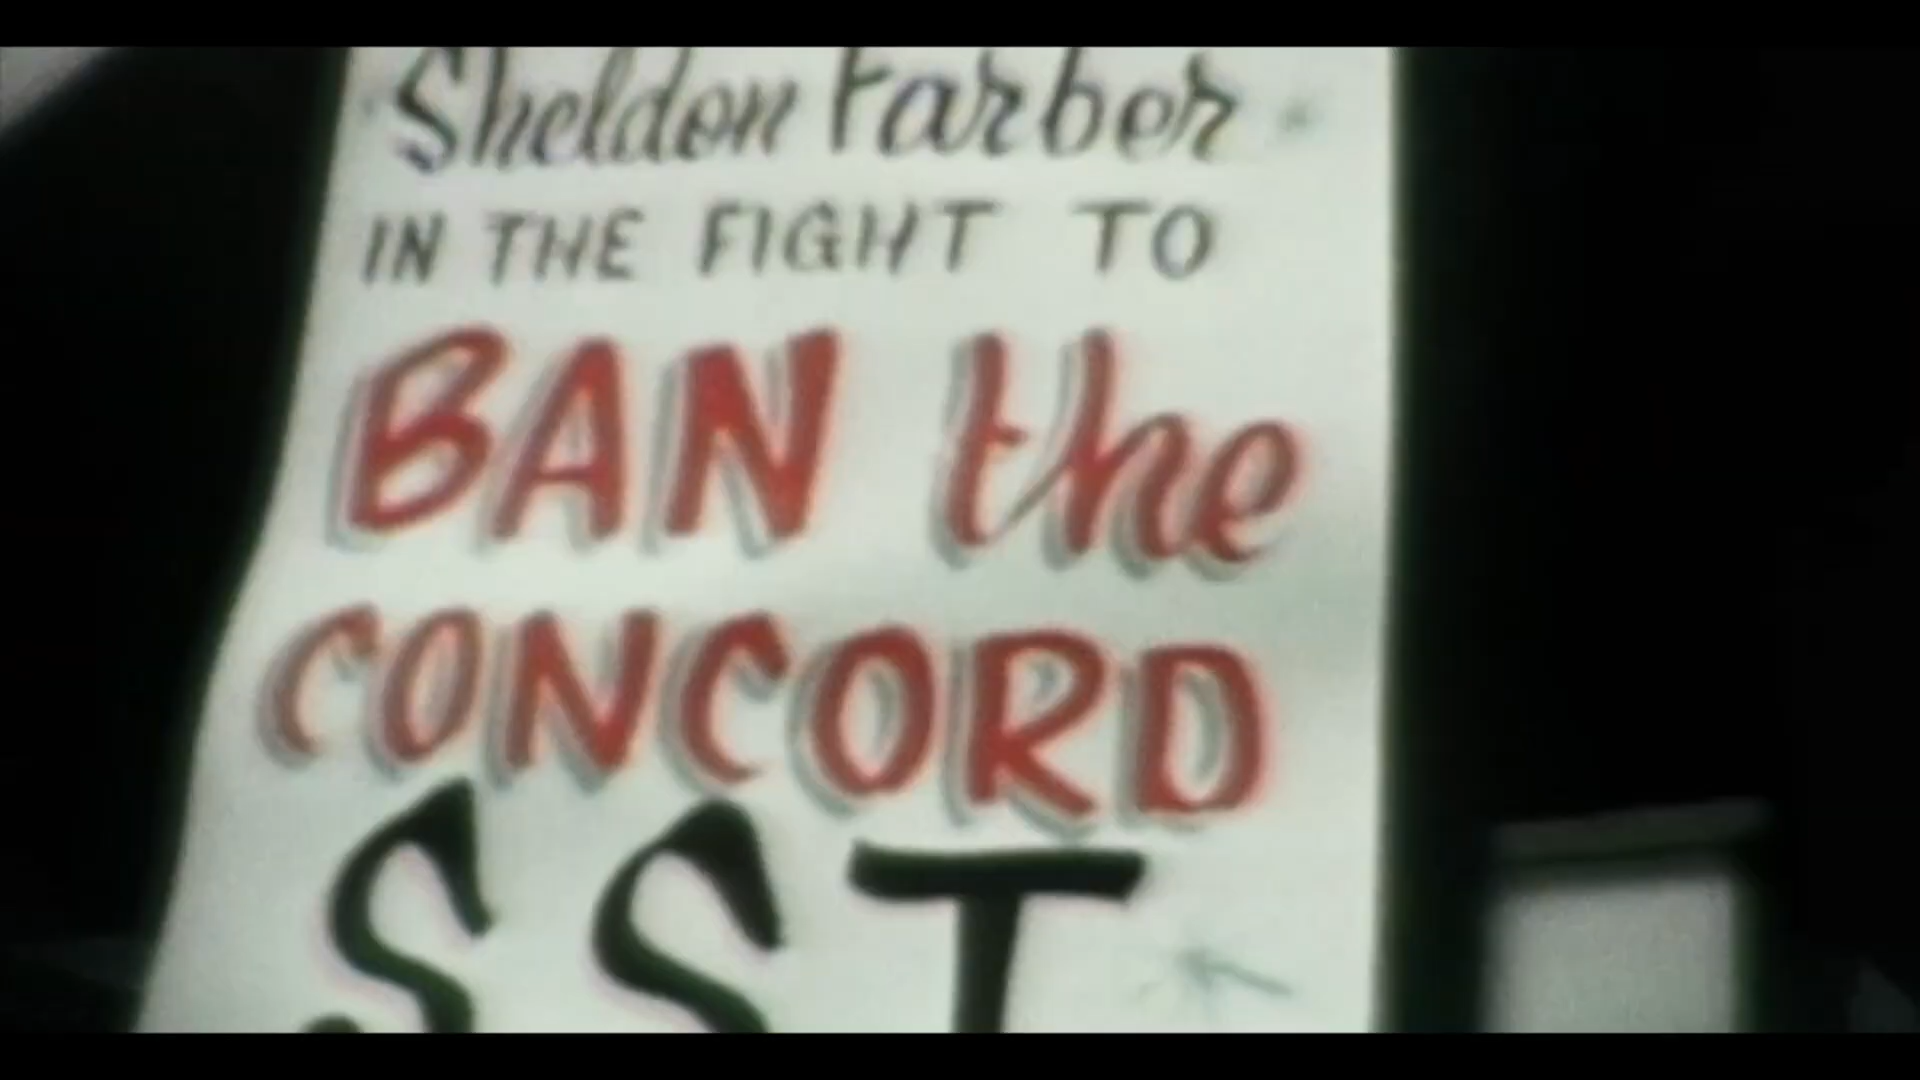 Sheldon Farber
IN THE FIGHT TO
BAN the
CONCORD
SST